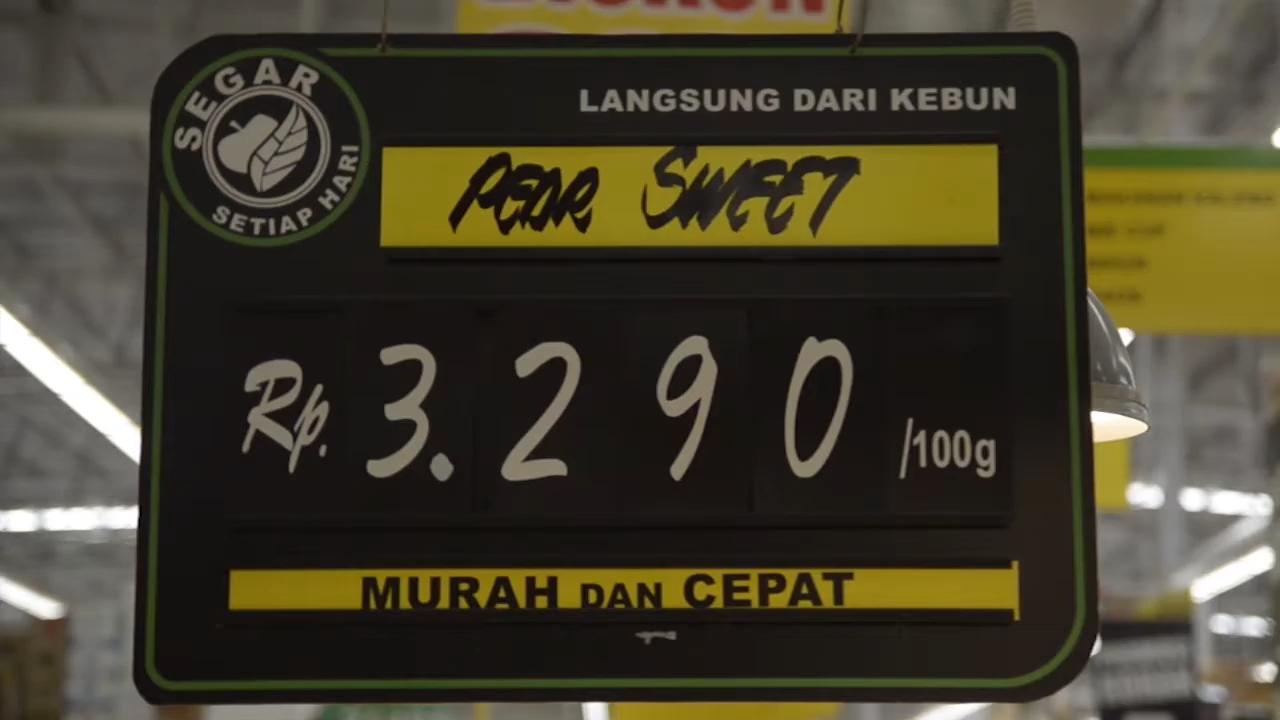 SEGAR
SETIAP HARI
LANGSUNG DARI KEBUN
PEAR SWEET
Rp. 3.290 /100g
MURAH DAN CEPAT